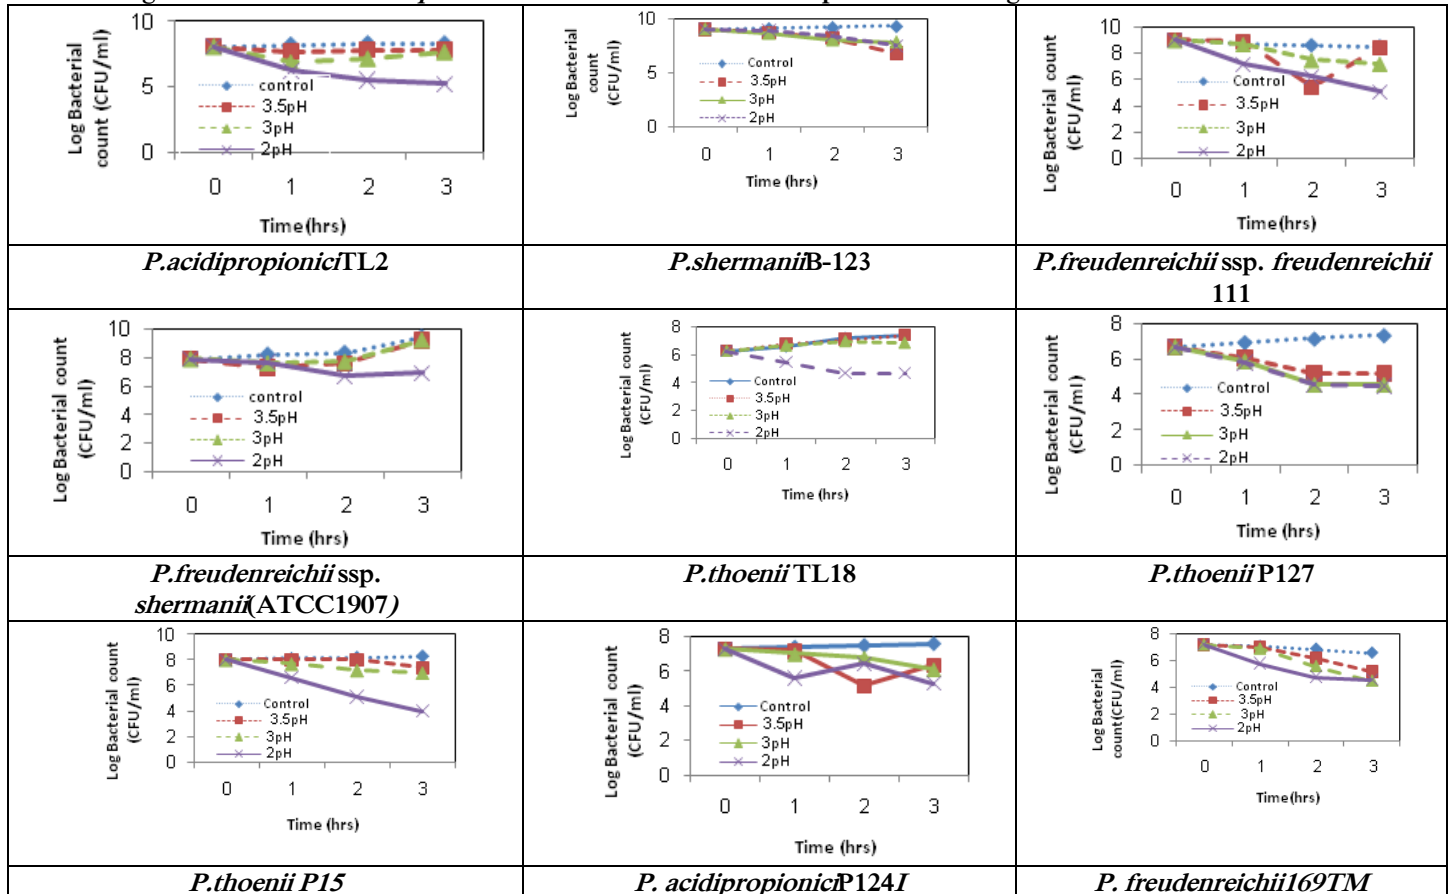 10
5
0
Log Bacterial count (CFU/ml)
control
3.5pH
3pH
2pH
0 1 2 3
Time (hrs)
P.acidipropioniciTL2
10
5
0
Log Bacterial count (CFU/ml)
Control
3.5pH
3pH
2pH
0 1 2 3
Time (hrs)
P.shermaniiB-123
10
8
6
4
2
0
Log Bacterial count (CFU/ml)
Control
3.5pH
3pH
2pH
0 1 2 3
Time (hrs)
P.freudenreichii ssp. freudenreichii
111
10
8
6
4
2
0
Log Bacterial count (CFU/ml)
control
3.5pH
3pH
2pH
0 1 2 3
Time (hrs)
P.freudenreichii ssp.
shermanii(ATCC1907)
8
6
4
2
0
Log Bacterial count (CFU/ml)
Control
3.5pH
3pH
2pH
0 1 2 3
Time (hrs)
P.thoenii TL18
8
6
4
2
0
Log Bacterial count (CFU/ml)
Control
3.5pH
3pH
2pH
0 1 2 3
Time (hrs)
P.thoenii P127
10
8
6
4
2
0
Log Bacterial count (CFU/ml)
Control
3.5pH
3pH
2pH
0 1 2 3
Time (hrs)
P.thoenii P15
8
6
4
2
0
Log Bacterial count (CFU/ml)
Control
3.5pH
3pH
2pH
0 1 2 3
Time (hrs)
P. acidipropioniciP124I
8
6
4
2
0
Log Bacterial count (CFU/ml)
Control
3.5pH
3pH
2pH
0 1 2 3
Time (hrs)
P. freudenreichii169TM